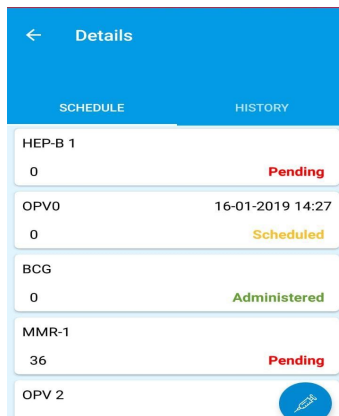 Details
SCHEDULE HISTORY
HEP-B 1
0 Pending
OPV0 16-01-2019 14:27
0 Scheduled
BCG
0 Administered
MMR-1
36 Pending
OPV 2